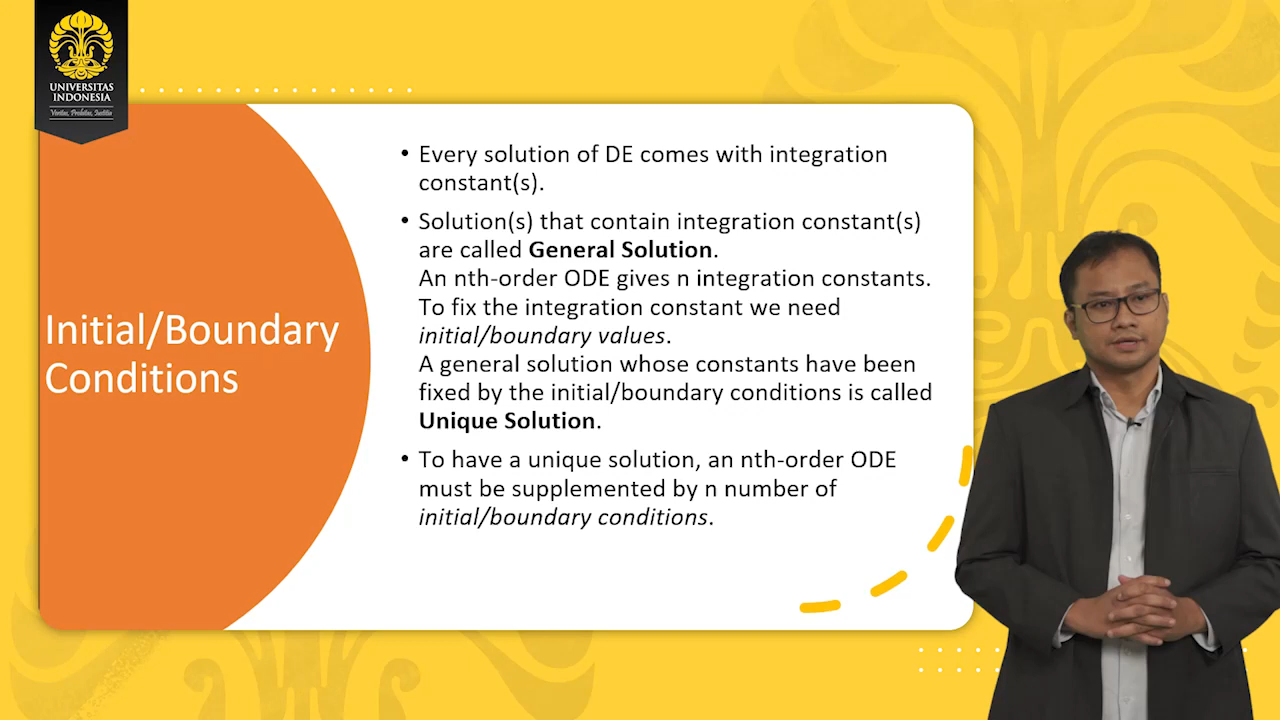 UNIVERSITAS
INDONESIA
Veritas, Probitas, Iustitia
Initial/Boundary
Conditions
• Every solution of DE comes with integration
constant(s).
• Solution(s) that contain integration constant(s)
are called General Solution.
An nth-order ODE gives n integration constants.
To fix the integration constant we need
initial/boundary values.
A general solution whose constants have been
fixed by the initial/boundary conditions is called
Unique Solution.
• To have a unique solution, an nth-order ODE
must be supplemented by n number of
initial/boundary conditions.